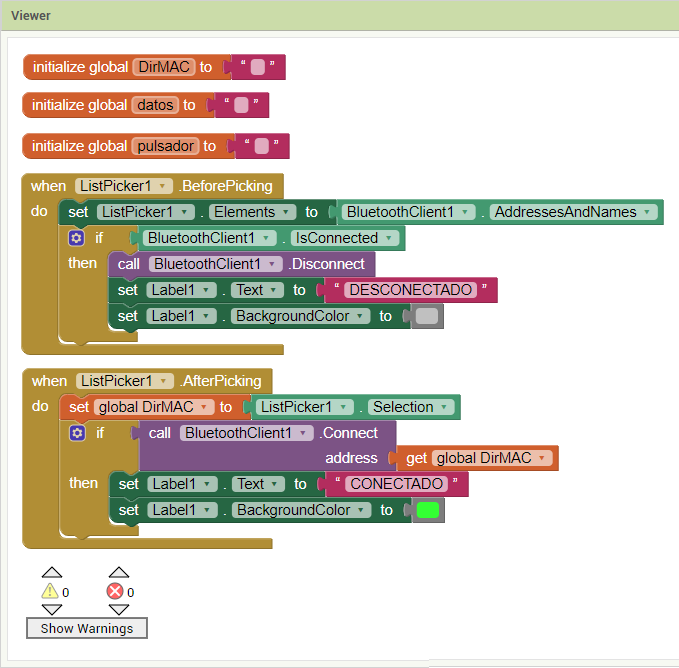 Viewer
initialize global DirMAC to “ ”
initialize global datos to “ ”
initialize global pulsador to “ ”
when ListPicker1 .BeforePicking
do set ListPicker1 . Elements to BluetoothClient1 . AddressesAndNames
if BluetoothClient1 . IsConnected
then call BluetoothClient1 .Disconnect
set Label1 . Text to “ DESCONECTADO ”
set Label1 . BackgroundColor to
when ListPicker1 .AfterPicking
do set global DirMAC to ListPicker1 . Selection
if call BluetoothClient1 .Connect
address get global DirMAC
then set Label1 . Text to “ CONECTADO ”
set Label1 . BackgroundColor to
0 0
Show Warnings